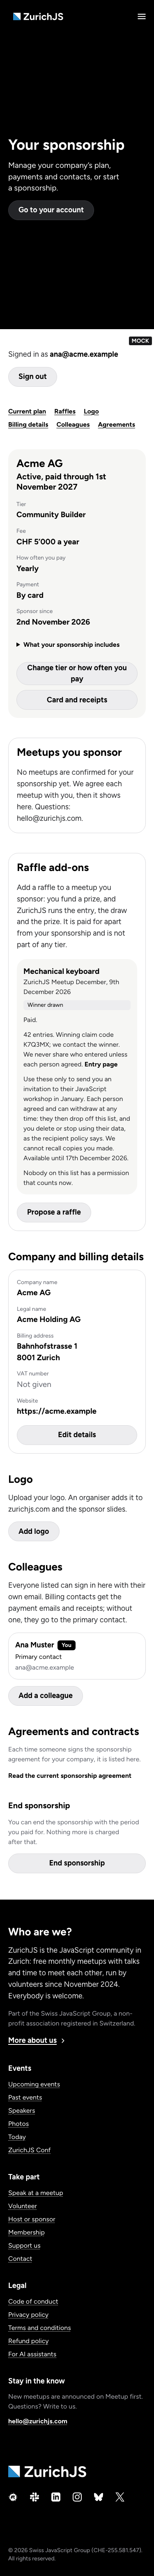 ZurichJS
Your sponsorship
Manage your company's plan,
payments and contacts, or start
a sponsorship.
Go to your account
MOCK
Signed in as ana@acme.example
Sign out
Current plan Raffles Logo
Billing details Colleagues Agreements
Acme AG
Active, paid through 1st
November 2027
Tier
Community Builder
Fee
CHF 5'000 a year
How often you pay
Yearly
Payment
By card
Sponsor since
2nd November 2026
What your sponsorship includes
Change tier or how often you
pay
Card and receipts
Meetups you sponsor
No meetups are confirmed for your
sponsorship yet. We agree each
meetup with you, then it shows
here. Questions:
hello@zurichjs.com.
Raffle add-ons
Add a raffle to a meetup you
sponsor: you fund a prize, and
ZurichJS runs the entry, the draw
and the prize. It is paid for apart
from your sponsorship and is not
part of any tier.
Mechanical keyboard
ZurichJS Meetup December, 9th
December 2026
Winner drawn
Paid.
42 entries. Winning claim code
K7Q3MX; we contact the winner.
We never share who entered unless
each person agreed. Entry page
Use these only to send you an
invitation to their JavaScript
workshop in January. Each person
agreed and can withdraw at any
time: they then drop off this list, and
you delete or stop using their data,
as the recipient policy says. We
cannot recall copies you made.
Available until 17th December 2026.
Nobody on this list has a permission
that counts now.
Propose a raffle
Company and billing details
Company name
Acme AG
Legal name
Acme Holding AG
Billing address
Bahnhofstrasse 1
8001 Zurich
VAT number
Not given
Website
https://acme.example
Edit details
Logo
Upload your logo. An organiser adds it to
zurichjs.com and the sponsor slides.
Add logo
Colleagues
Everyone listed can sign in here with their
own email. Billing contacts get the
payment emails and receipts; without
one, they go to the primary contact.
Ana Muster You
Primary contact
ana@acme.example
Add a colleague
Agreements and contracts
Each time someone signs the sponsorship
agreement for your company, it is listed here.
Read the current sponsorship agreement
End sponsorship
You can end the sponsorship with the period
you paid for. Nothing more is charged
after that.
End sponsorship
Who are we?
ZurichJS is the JavaScript community in
Zurich: free monthly meetups with talks
and time to meet each other, run by
volunteers since November 2024.
Everybody is welcome.
Part of the Swiss JavaScript Group, a non-
profit association registered in Switzerland.
More about us
Events
Upcoming events
Past events
Speakers
Photos
Today
ZurichJS Conf
Take part
Speak at a meetup
Volunteer
Host or sponsor
Membership
Support us
Contact
Legal
Code of conduct
Privacy policy
Terms and conditions
Refund policy
For AI assistants
Stay in the know
New meetups are announced on Meetup first.
Questions? Write to us.
hello@zurichjs.com
ZurichJS
© 2026 Swiss JavaScript Group (CHE-255.581.547).
All rights reserved.